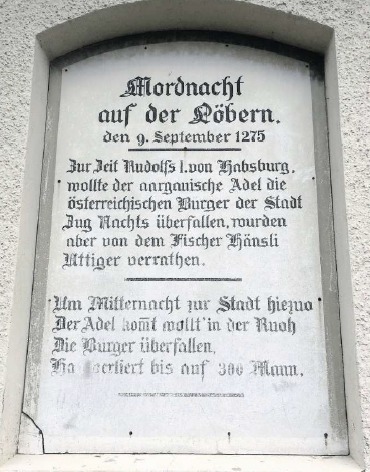 Mordnacht
auf der Löbern.
den 9. September 1275
Zur Zeit Rudolfs I. von Habsburg,
wollte der aargauische Adel die
österreichischen Burger der Stadt
Zug Nachts überfallen, wurden
aber von dem Fischer Hänsli
Uttiger verrathen.
Um Mitternacht zur Stadt hiezuo
Der Adel kom̄t wollt' in der Ruoh
Die Burger überfallen,
bis auf 300 Mann.